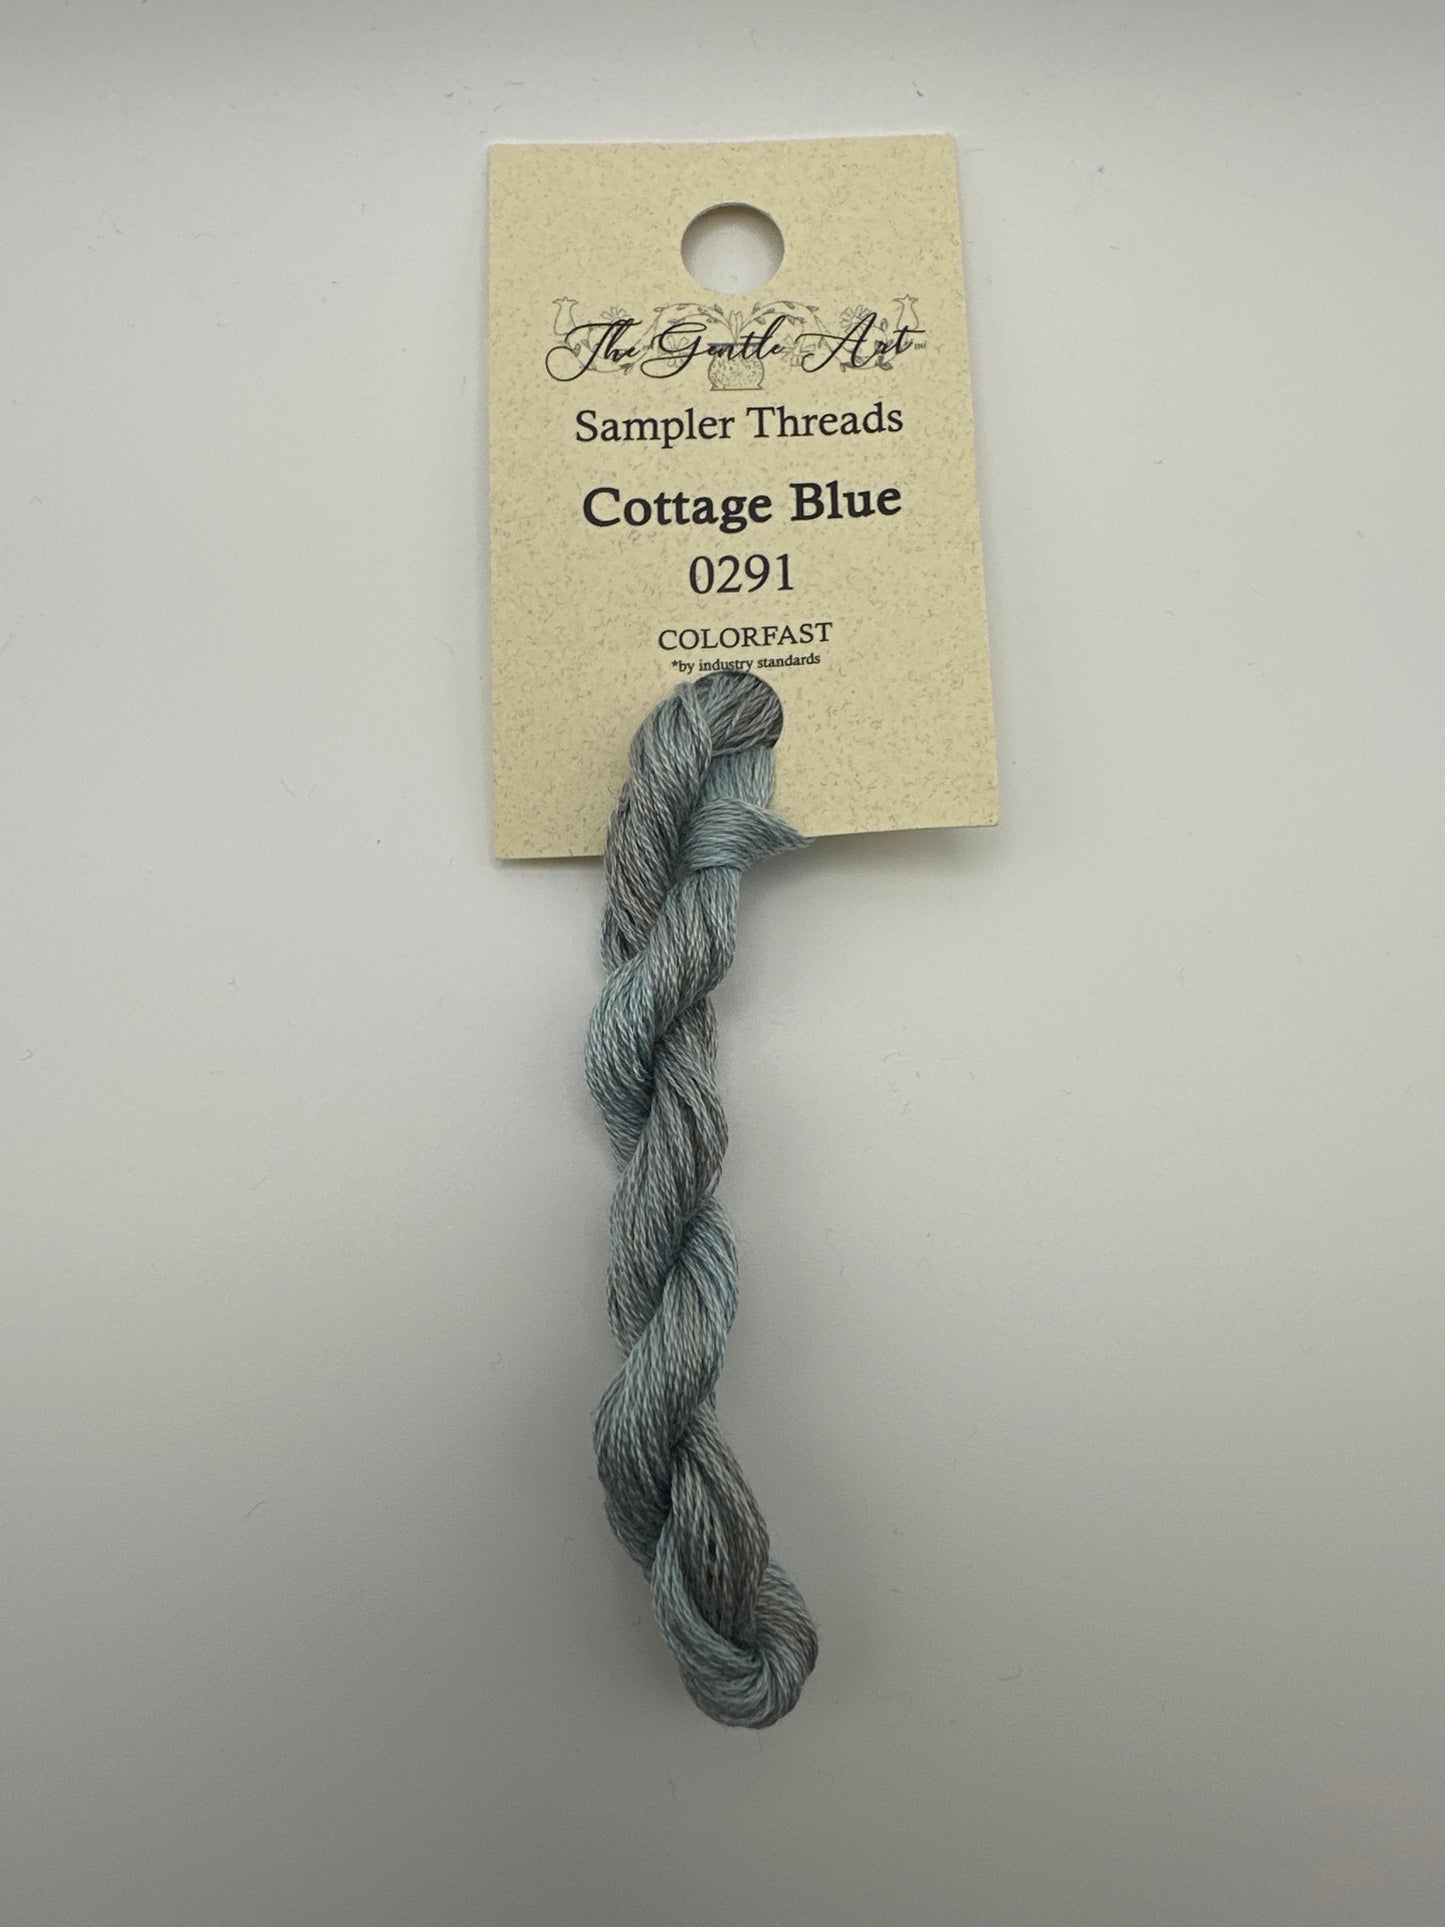 The Gentle Art
Sampler Threads
Cottage Blue
0291
COLORFAST
*by industry standards